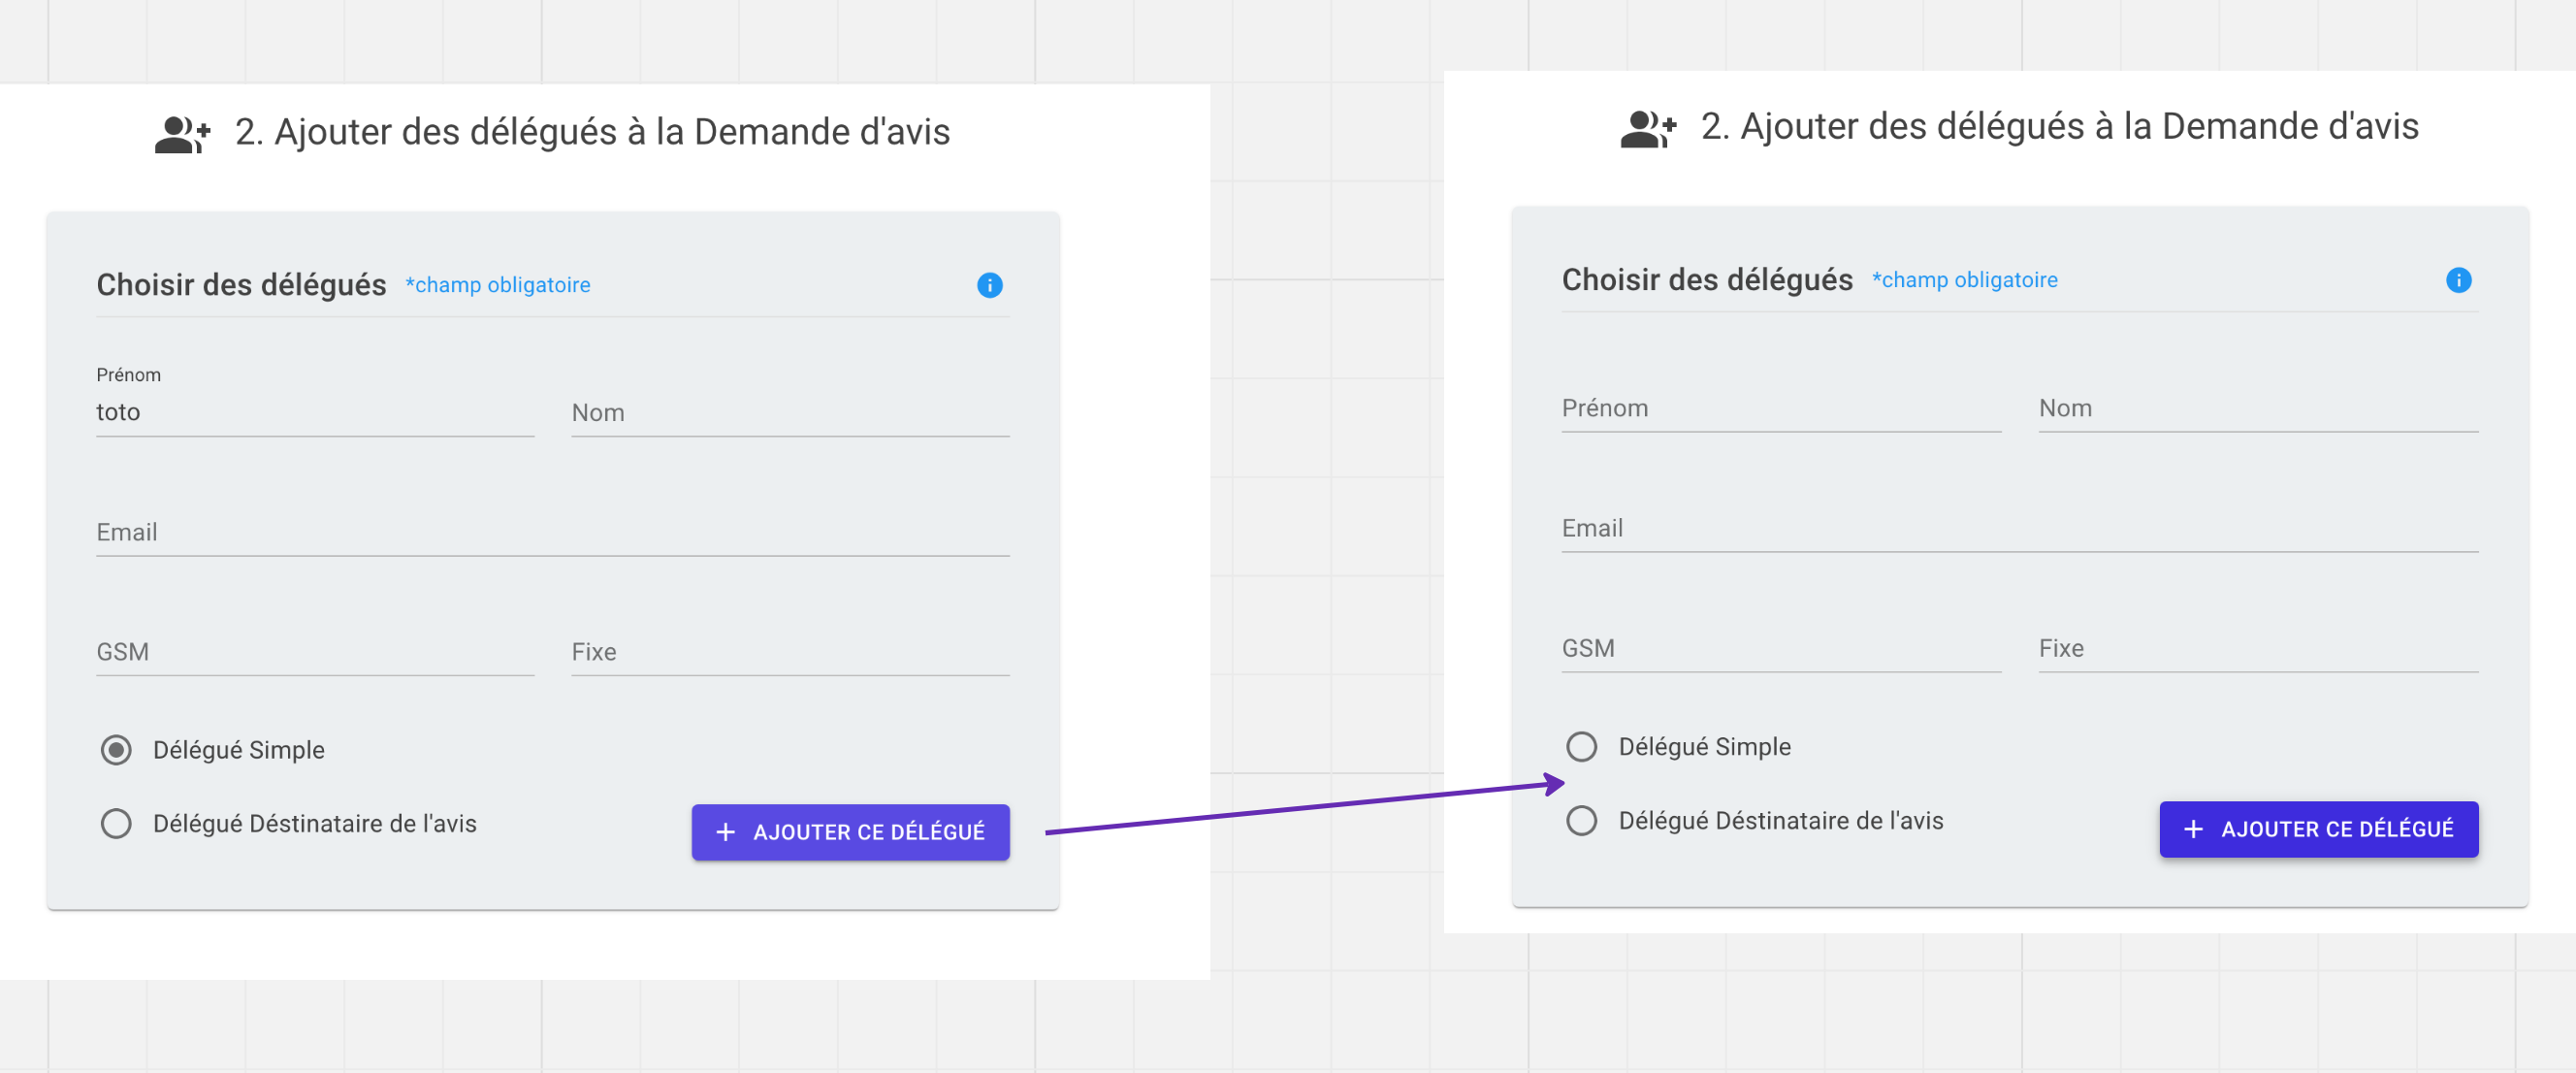 2. Ajouter des délégués à la Demande d'avis
Choisir des délégués *champ obligatoire
Prénom
toto
Nom
Email
GSM
Fixe
Délégué Simple
Délégué Déstinataire de l'avis
+ AJOUTER CE DÉLÉGUÉ
2. Ajouter des délégués à la Demande d'avis
Choisir des délégués *champ obligatoire
Prénom
Nom
Email
GSM
Fixe
Délégué Simple
Délégué Déstinataire de l'avis
+ AJOUTER CE DÉLÉGUÉ